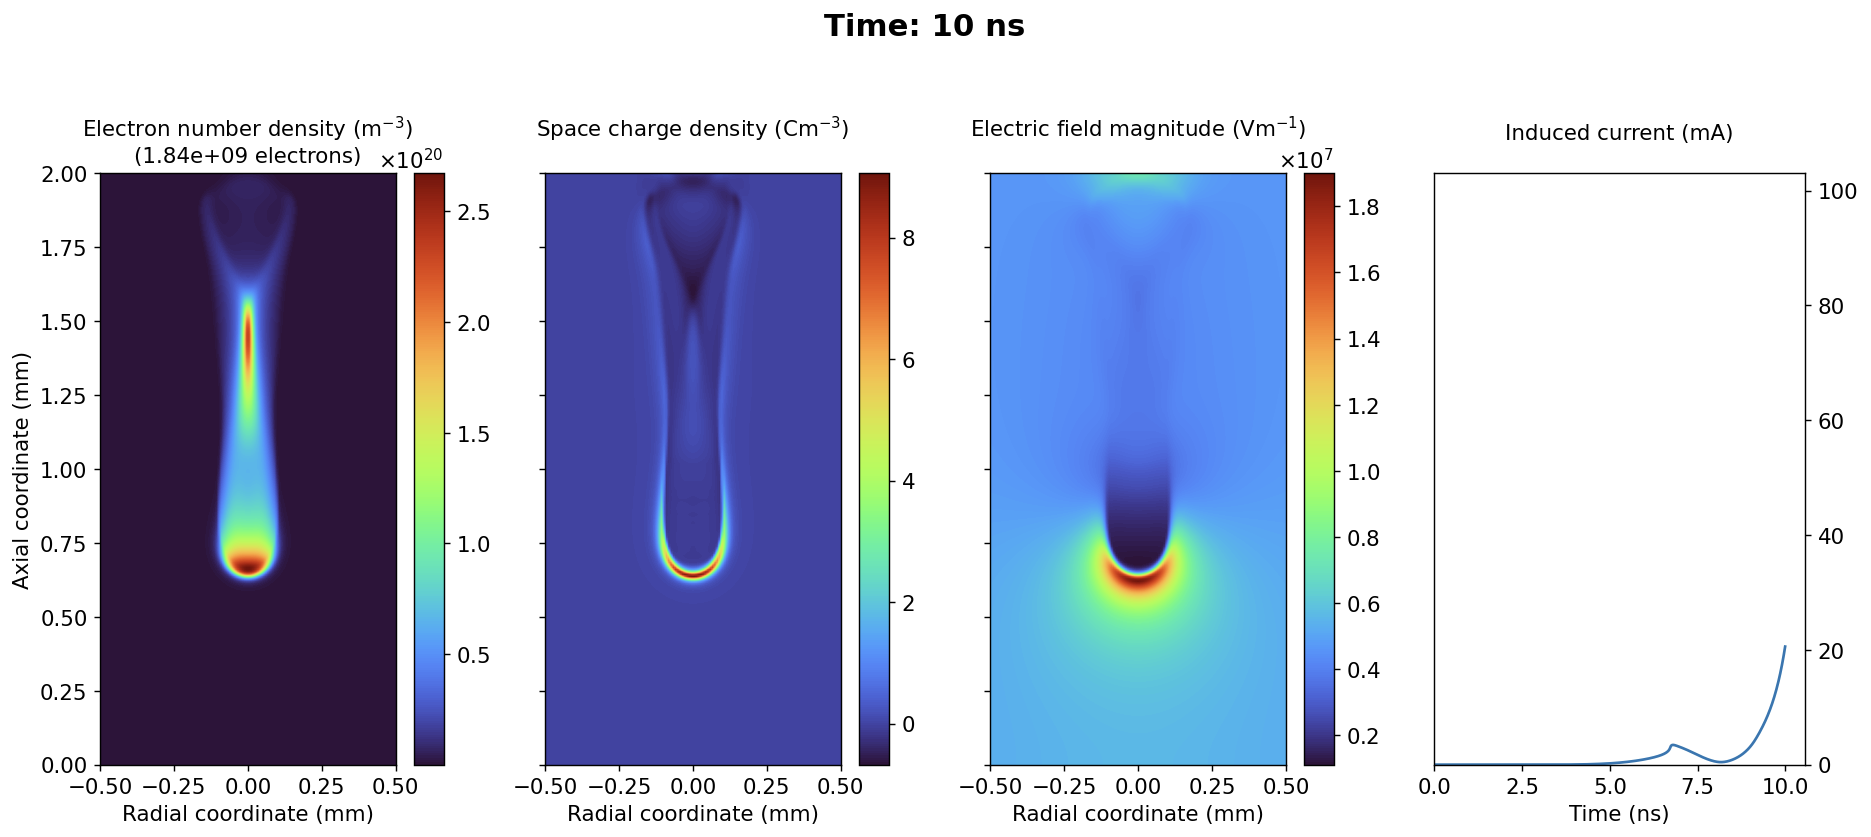 Time: 10 ns
Electron number density (m⁻³)
(1.84e+09 electrons)
×10²⁰
Space charge density (Cm⁻³)
Electric field magnitude (Vm⁻¹)
×10⁷
Induced current (mA)
Axial coordinate (mm)
2.00
1.75
1.50
1.25
1.00
0.75
0.50
0.25
0.00
−0.50 −0.25 0.00 0.25 0.50
Radial coordinate (mm)
2.5
2.0
1.5
1.0
0.5
−0.50 −0.25 0.00 0.25 0.50
Radial coordinate (mm)
8
6
4
2
0
−0.50 −0.25 0.00 0.25 0.50
Radial coordinate (mm)
1.8
1.6
1.4
1.2
1.0
0.8
0.6
0.4
0.2
100
80
60
40
20
0
0.0 2.5 5.0 7.5 10.0
Time (ns)